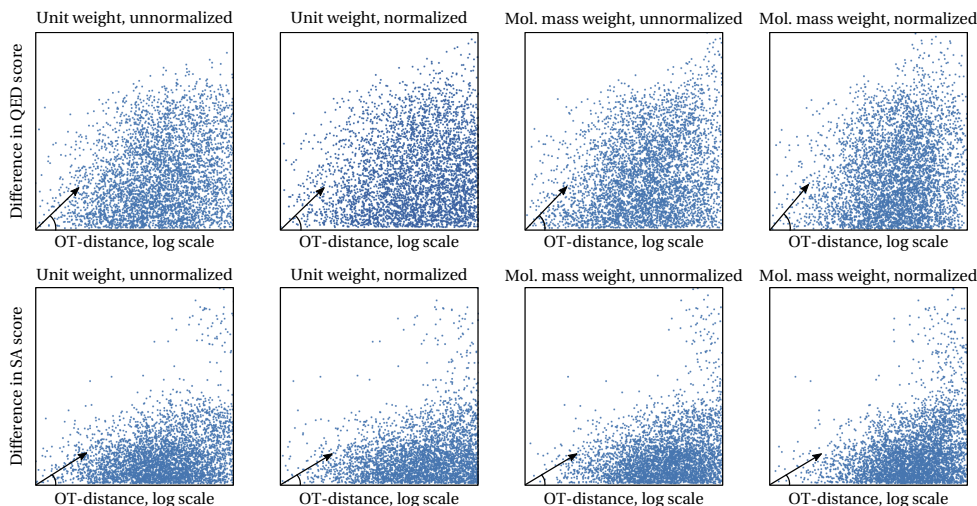 Unit weight, unnormalized
Unit weight, normalized
Mol. mass weight, unnormalized
Mol. mass weight, normalized
Difference in QED score
OT-distance, log scale
OT-distance, log scale
OT-distance, log scale
OT-distance, log scale
Unit weight, unnormalized
Unit weight, normalized
Mol. mass weight, unnormalized
Mol. mass weight, normalized
Difference in SA score
OT-distance, log scale
OT-distance, log scale
OT-distance, log scale
OT-distance, log scale